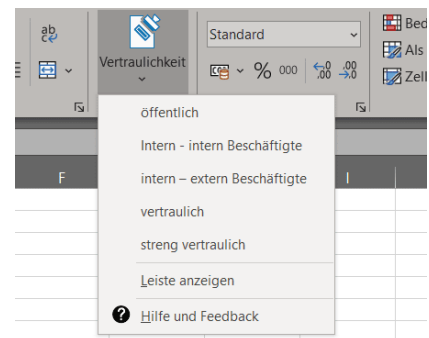 ab
Standard
Bed
Als
Vertraulichkeit
% 000
Zell
öffentlich
Intern - intern Beschäftigte
F
intern – extern Beschäftigte
I
vertraulich
streng vertraulich
Leiste anzeigen
Hilfe und Feedback